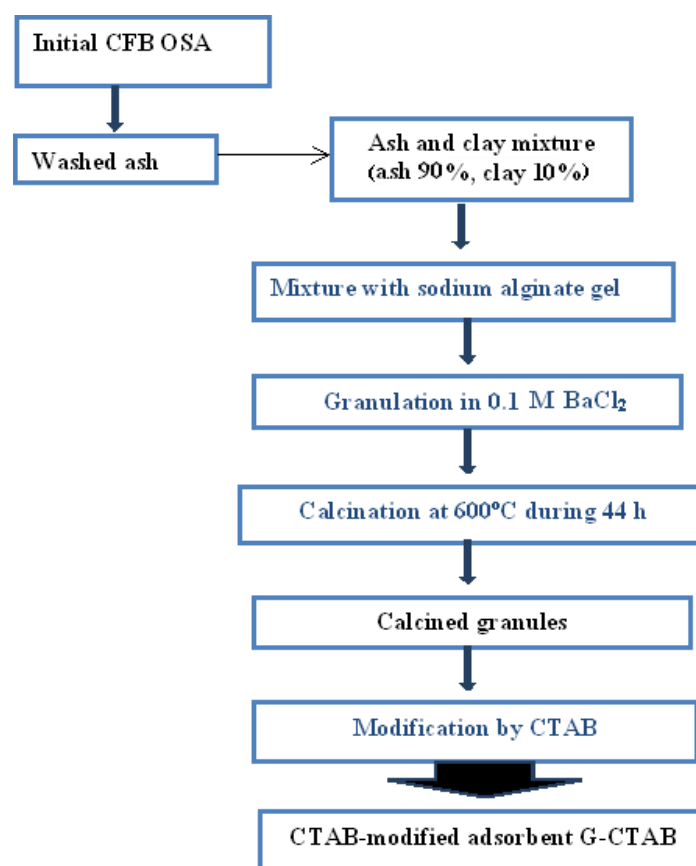 Initial CFB OSA
Washed ash
Ash and clay mixture
(ash 90%, clay 10%)
Mixture with sodium alginate gel
Granulation in 0.1 M BaCl₂
Calcination at 600°C during 44 h
Calcined granules
Modification by CTAB
CTAB-modified adsorbent G-CTAB